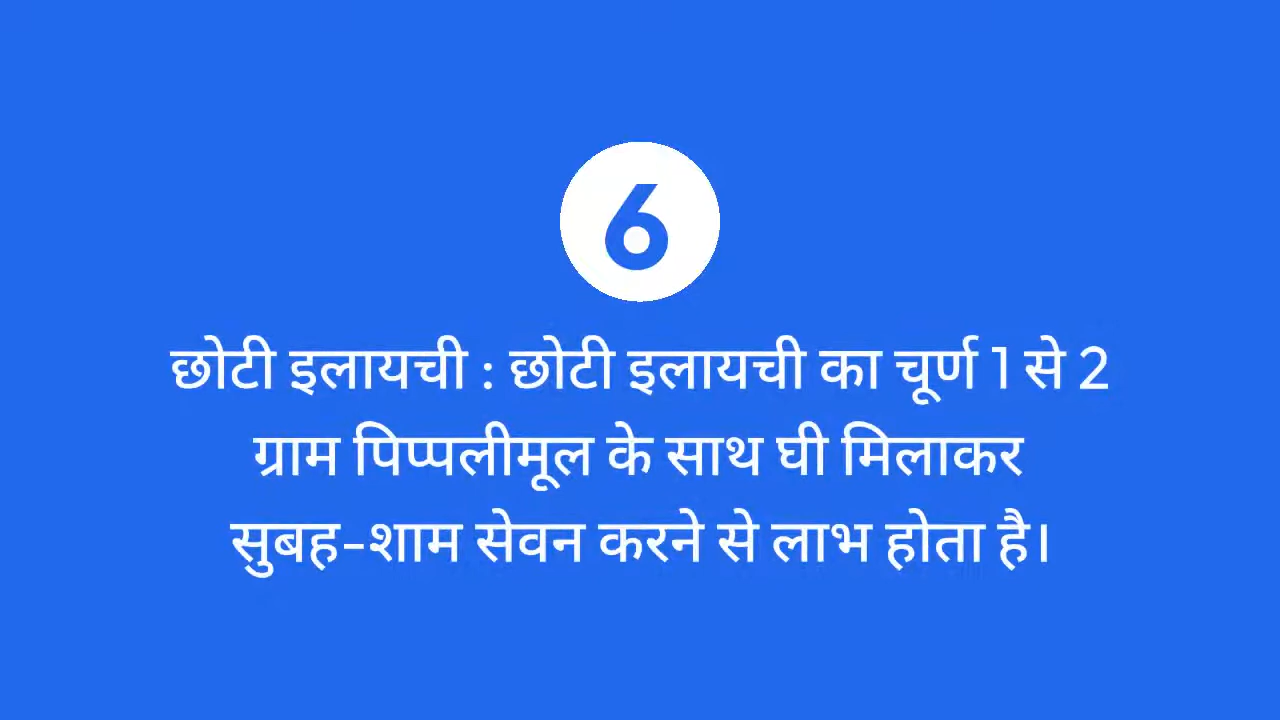 6
छोटी इलायची : छोटी इलायची का चूर्ण 1 से 2
ग्राम पिप्पलीमूल के साथ घी मिलाकर
सुबह-शाम सेवन करने से लाभ होता है।